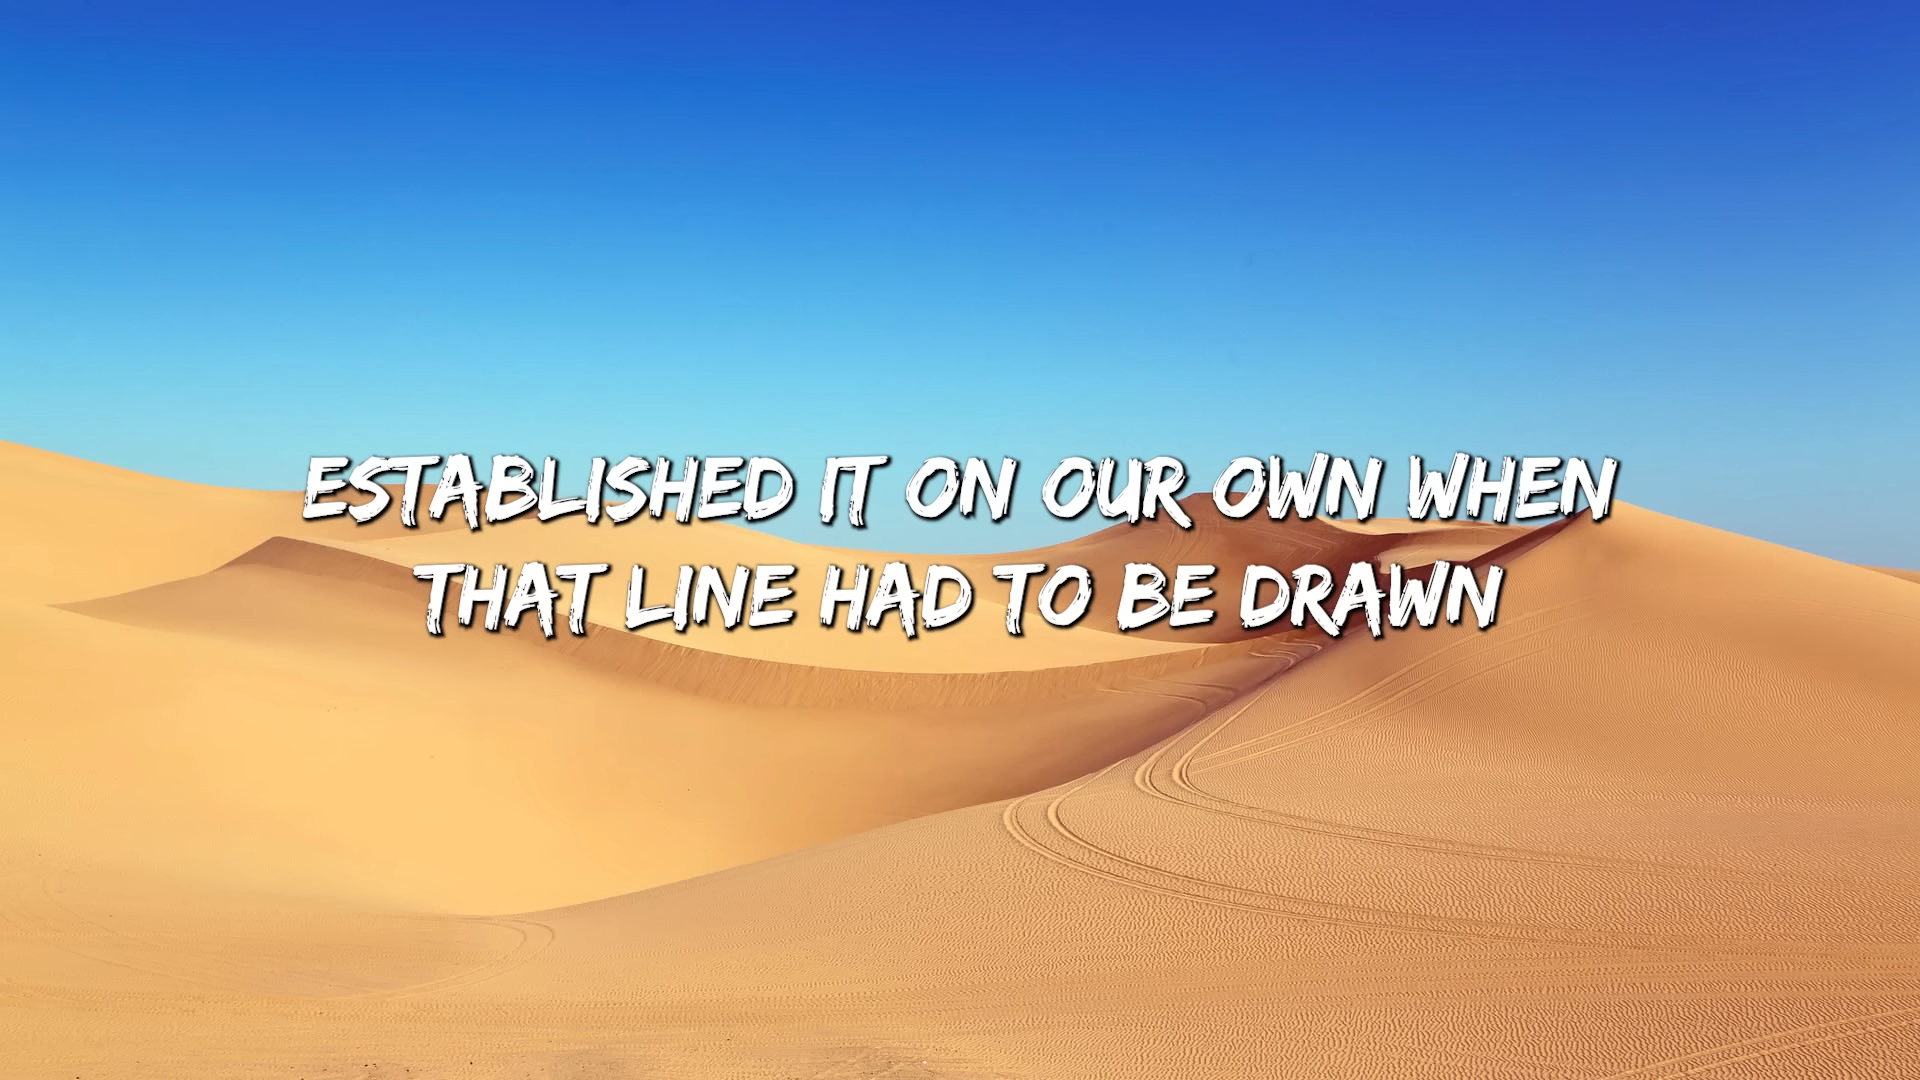 ESTABLISHED IT ON OUR OWN WHEN
THAT LINE HAD TO BE DRAWN